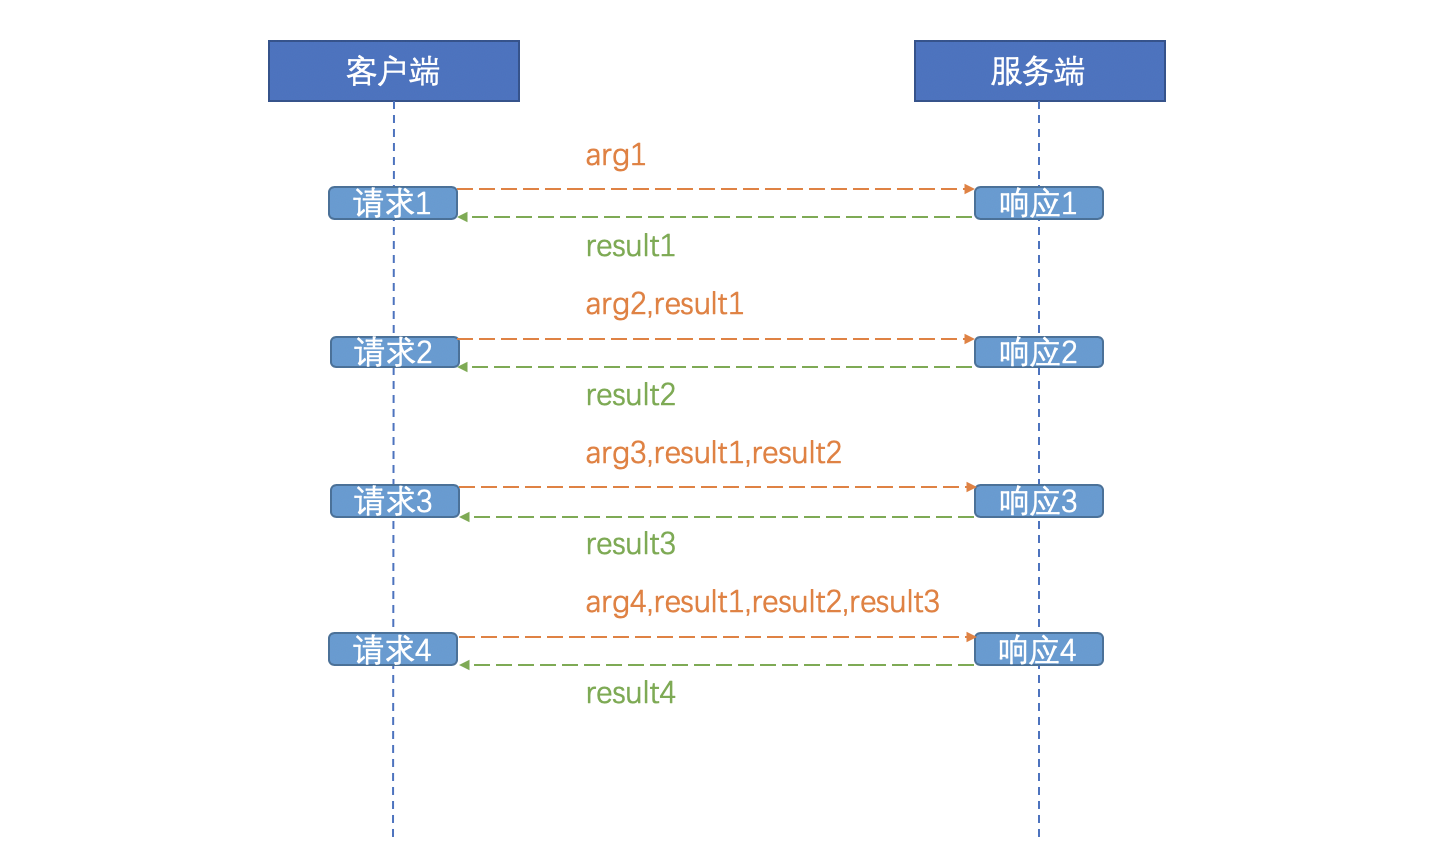 客户端
服务端
arg1
请求1
响应1
result1
arg2,result1
请求2
响应2
result2
arg3,result1,result2
请求3
响应3
result3
arg4,result1,result2,result3
请求4
响应4
result4